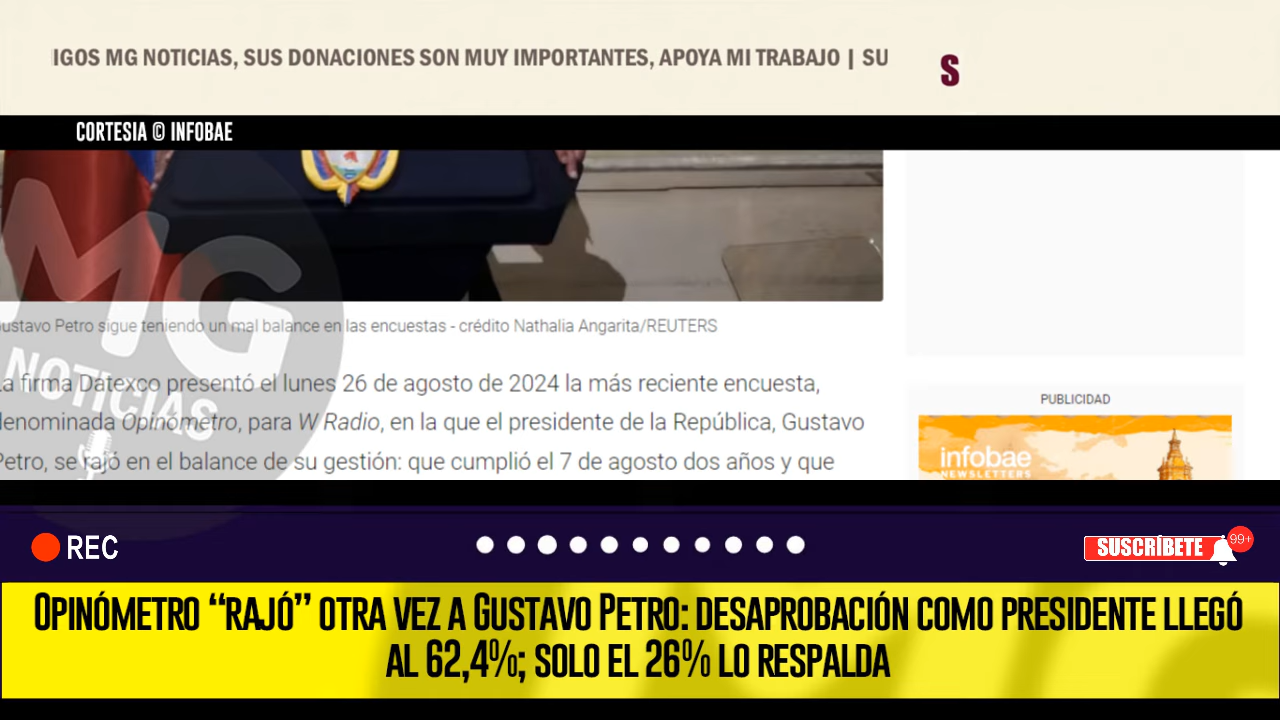 IGOS MG NOTICIAS, SUS DONACIONES SON MUY IMPORTANTES, APOYA MI TRABAJO | SU
S
CORTESIA © INFOBAE
MG
NOTICIAS
ustavo Petro sigue teniendo un mal balance en las encuestas - crédito Nathalia Angarita/REUTERS
La firma Datexco presentó el lunes 26 de agosto de 2024 la más reciente encuesta,
denominada Opinómetro, para W Radio, en la que el presidente de la República, Gustavo
Petro, se rajó en el balance de su gestión: que cumplió el 7 de agosto dos años y que
PUBLICIDAD
infobae
NEWSLETTERS
REC
SUSCRÍBETE
99+
OPINÓMETRO “RAJÓ” OTRA VEZ A GUSTAVO PETRO: DESAPROBACIÓN COMO PRESIDENTE LLEGÓ
AL 62,4%; SOLO EL 26% LO RESPALDA